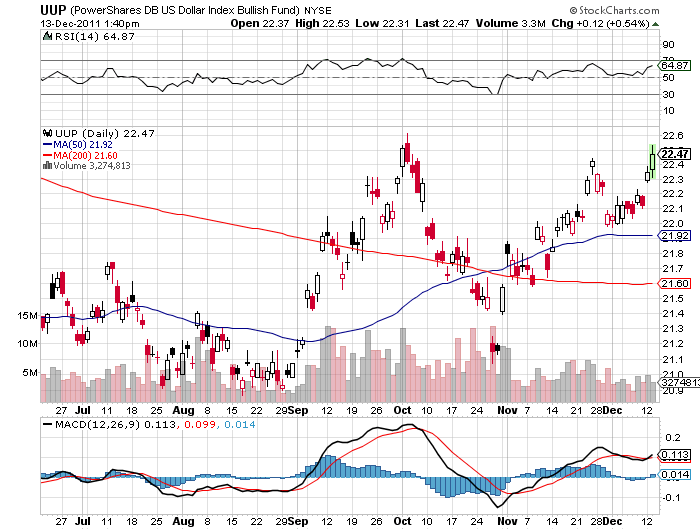 UUP (PowerShares DB US Dollar Index Bullish Fund) NYSE © StockCharts.com
13-Dec-2011 1:40pm Open 22.37 High 22.53 Low 22.31 Last 22.47 Volume 3.3M Chg +0.12 (+0.54%)
RSI(14) 64.87
90
70
64.87
50
30
10
UUP (Daily) 22.47
MA(50) 21.92
MA(200) 21.60
Volume 3,274,813
22.6
22.5
22.47
22.4
22.3
22.2
22.1
22.0
21.92
21.9
21.8
21.7
21.60
21.5
21.4
15M
21.3
10M
21.2
21.1
5M
21.0
3274813
20.9
27 Jul 11 18 25 Aug 8 15 22 29 Sep 12 19 26 Oct 10 17 24 Nov 7 14 21 28 Dec 12
MACD(12,26,9) 0.113, 0.099, 0.014
0.2
0.113
0.014
-0.1
27 Jul 11 18 25 Aug 8 15 22 29 Sep 12 19 26 Oct 10 17 24 Nov 7 14 21 28 Dec 12